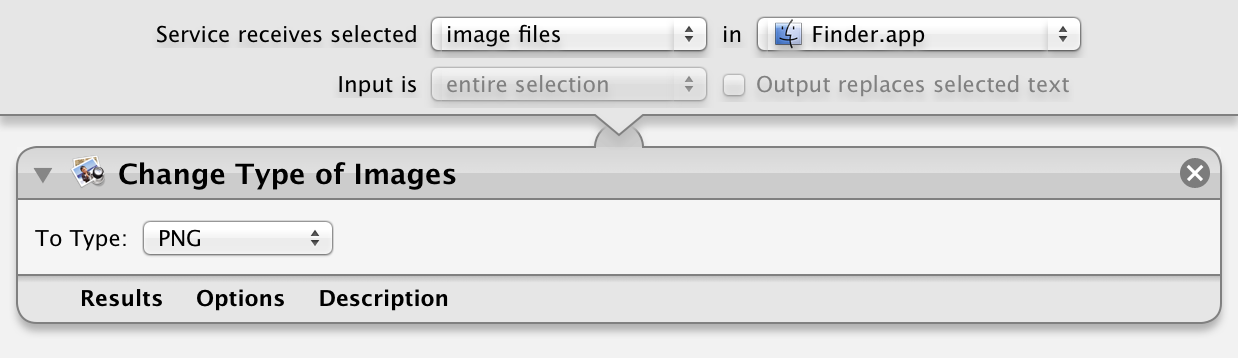 Service receives selected image files in Finder.app
Input is entire selection Output replaces selected text
Change Type of Images
To Type: PNG
Results Options Description